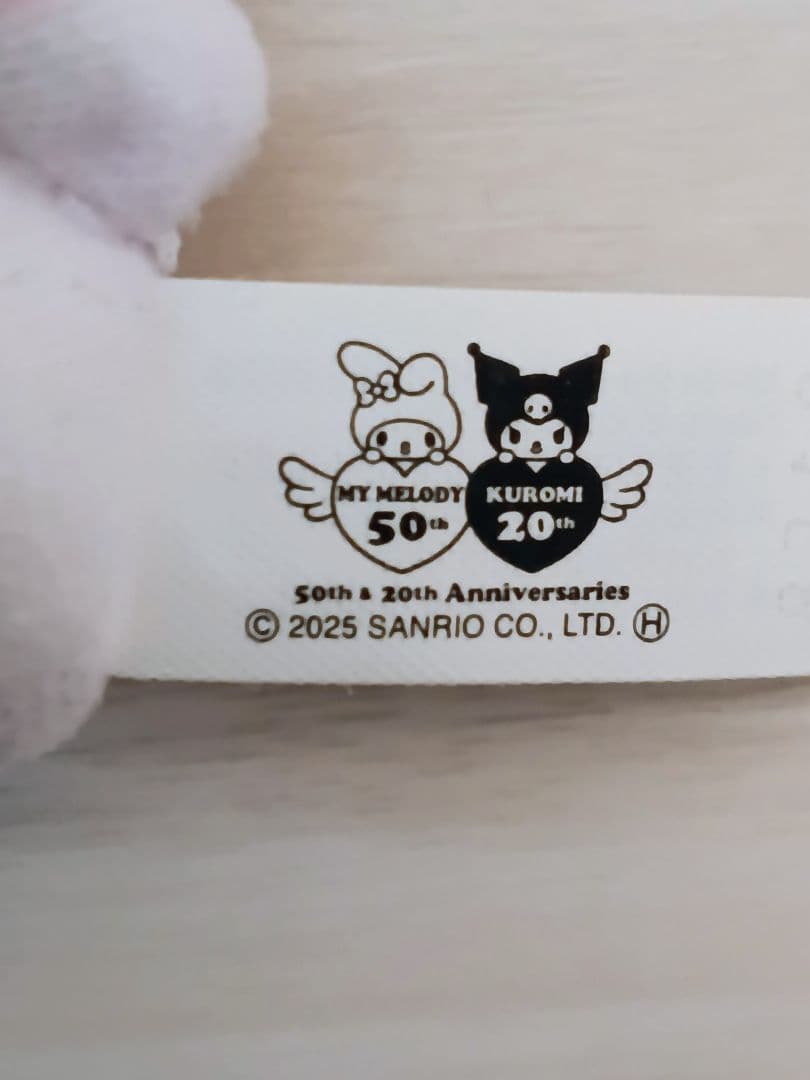 MY MELODY
50th
KUROMI
20th
50th & 20th Anniversaries
© 2025 SANRIO CO., LTD. Ⓗ